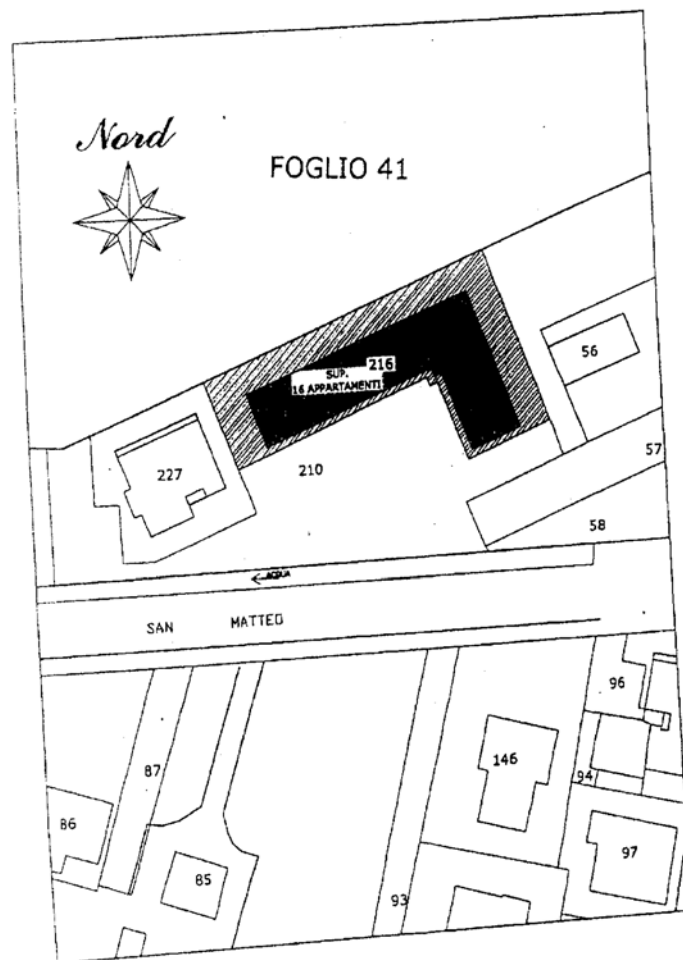 Nord
FOGLIO 41
216
SUP.
16 APPARTAMENTI
56
57
227
210
58
ACQUA
SAN MATTEO
96
87
146
94
86
85
97
93